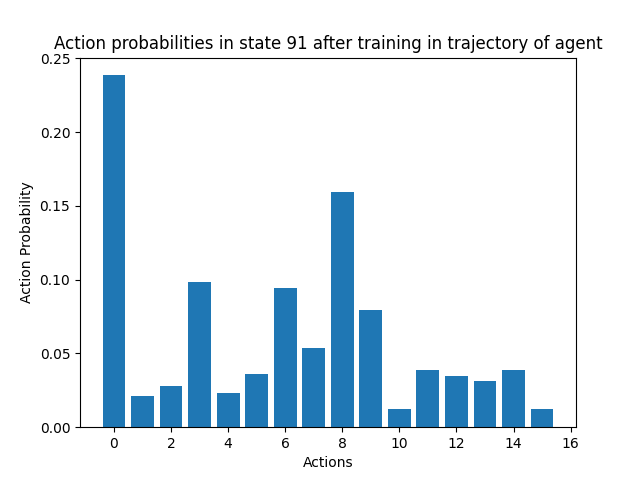 Action probabilities in state 91 after training in trajectory of agent
0.25
0.20
0.15
0.10
0.05
0.00
Action Probability
0 2 4 6 8 10 12 14 16
Actions